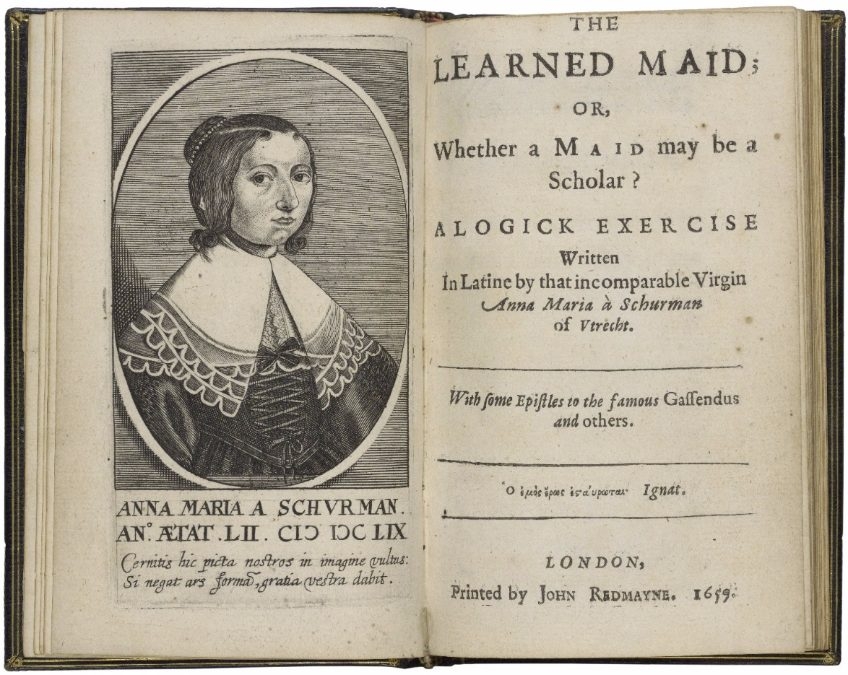 ANNA MARIA A SCHVRMAN.
AN.º ÆTAT. LII. CIↃ IↃC LIX
Cernitis hic picta nostros in imagine vultus:
Si negat ars formã, gratia vestra dabit.
THE
LEARNED MAID;
OR,
Whether a MAID may be a
Scholar?
A LOGICK EXERCISE
Written
In Latine by that incomparable Virgin
Anna Maria à Schurman
of Vtrecht.
With ſome Epiſtles to the famous Gaſſendus
and others.
Ὁ ἐμὸς ἔρως ἐσαύρωται Ignat.
LONDON,
Printed by JOHN REDMAYNE. 1659.